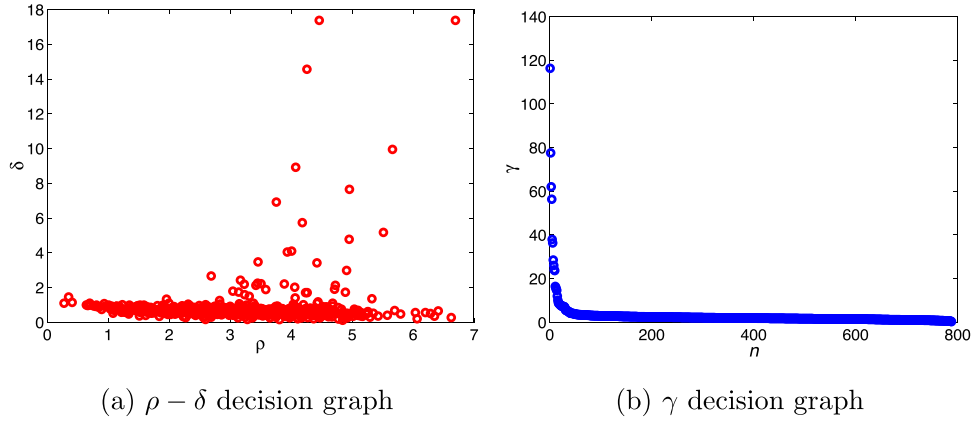 18
16
14
12
10
8
6
4
2
0
δ
0 1 2 3 4 5 6 7
ρ
140
120
100
80
60
40
20
0
γ
0 200 400 600 800
n
(a) ρ − δ decision graph
(b) γ decision graph